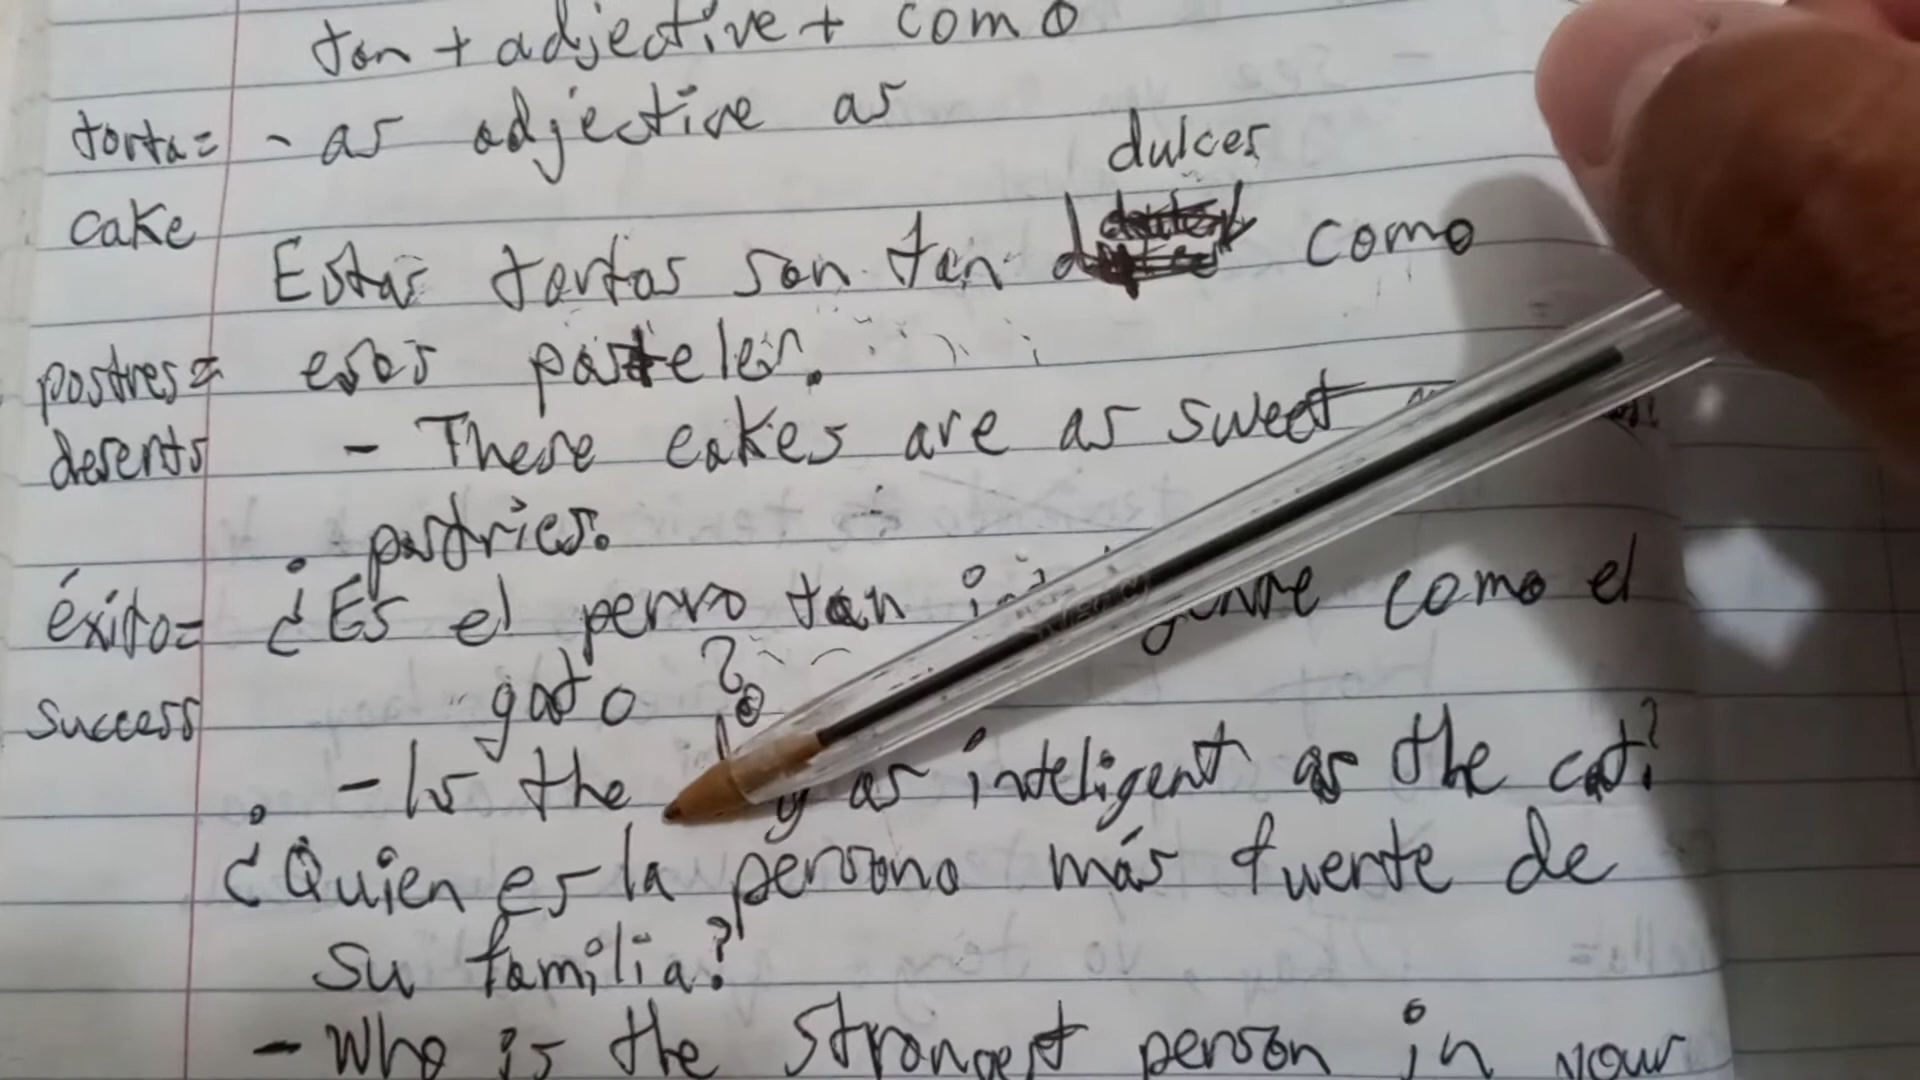 tan + adjective + como
torta= - as adjective as
dulces
cake
Estas tortas son tan como
postres= esos pasteles.
deserts - These cakes are as sweet
pastries.
éxito= ¿Es el perro tan como el
success gato?
- Is the as inteligent as the cat?
¿Quien es la persona más fuerte de
su familia?
- Who is the strongest person in your